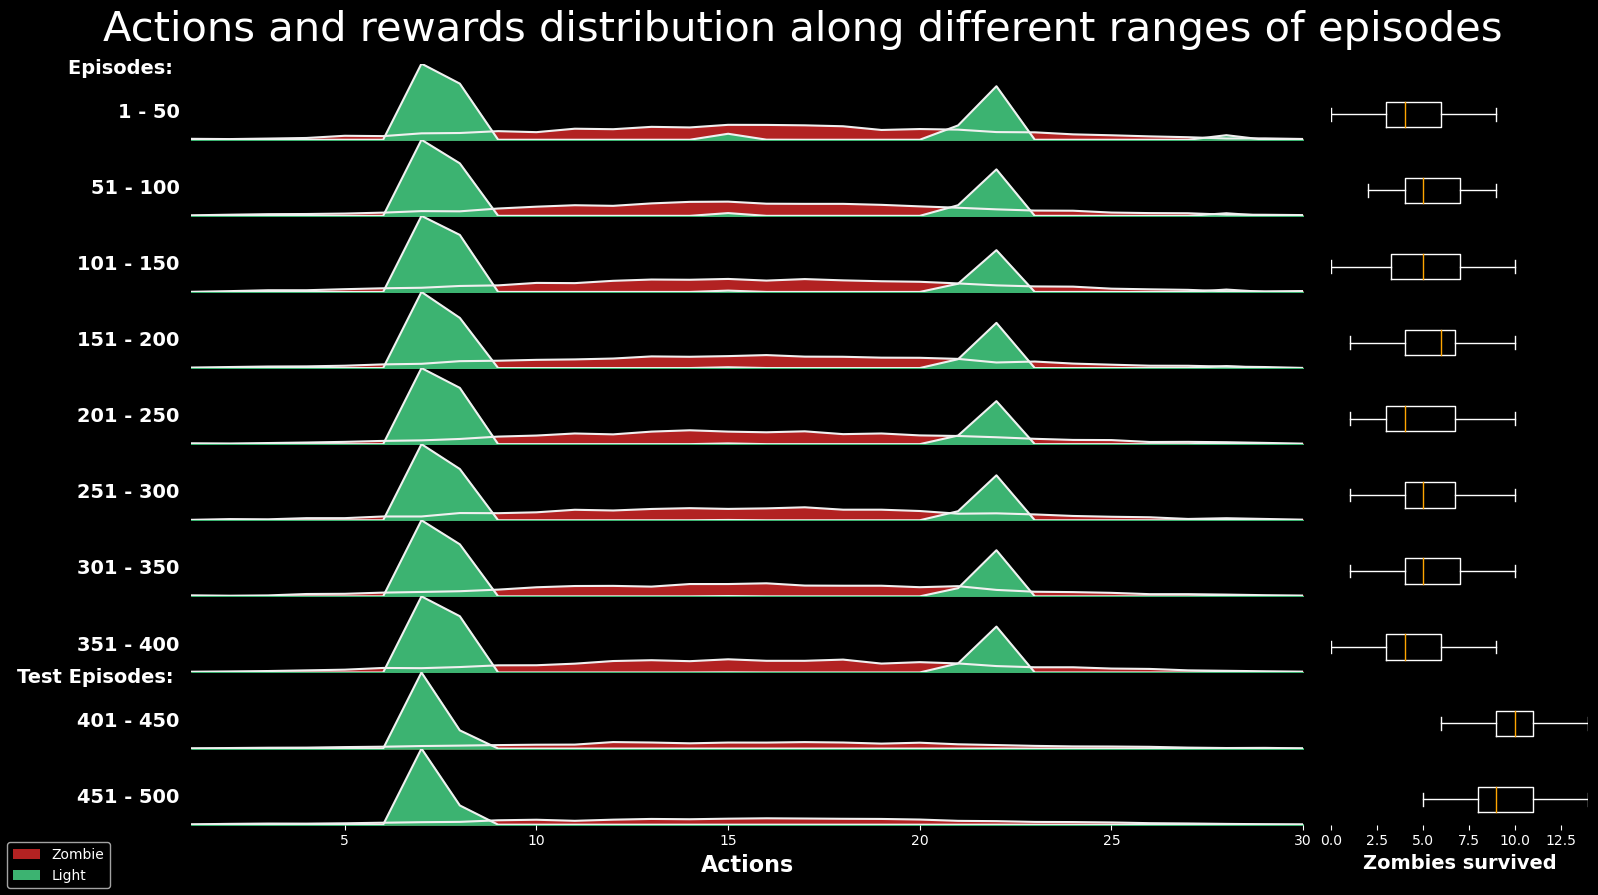 Actions and rewards distribution along different ranges of episodes
Episodes:
1 - 50
51 - 100
101 - 150
151 - 200
201 - 250
251 - 300
301 - 350
351 - 400
Test Episodes:
401 - 450
451 - 500
5 10 15 20 25 30
0.0 2.5 5.0 7.5 10.0 12.5
Actions
Zombies survived
Zombie
Light